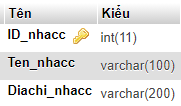 Tên Kiểu
ID_nhacc int(11)
Ten_nhacc varchar(100)
Diachi_nhacc varchar(200)